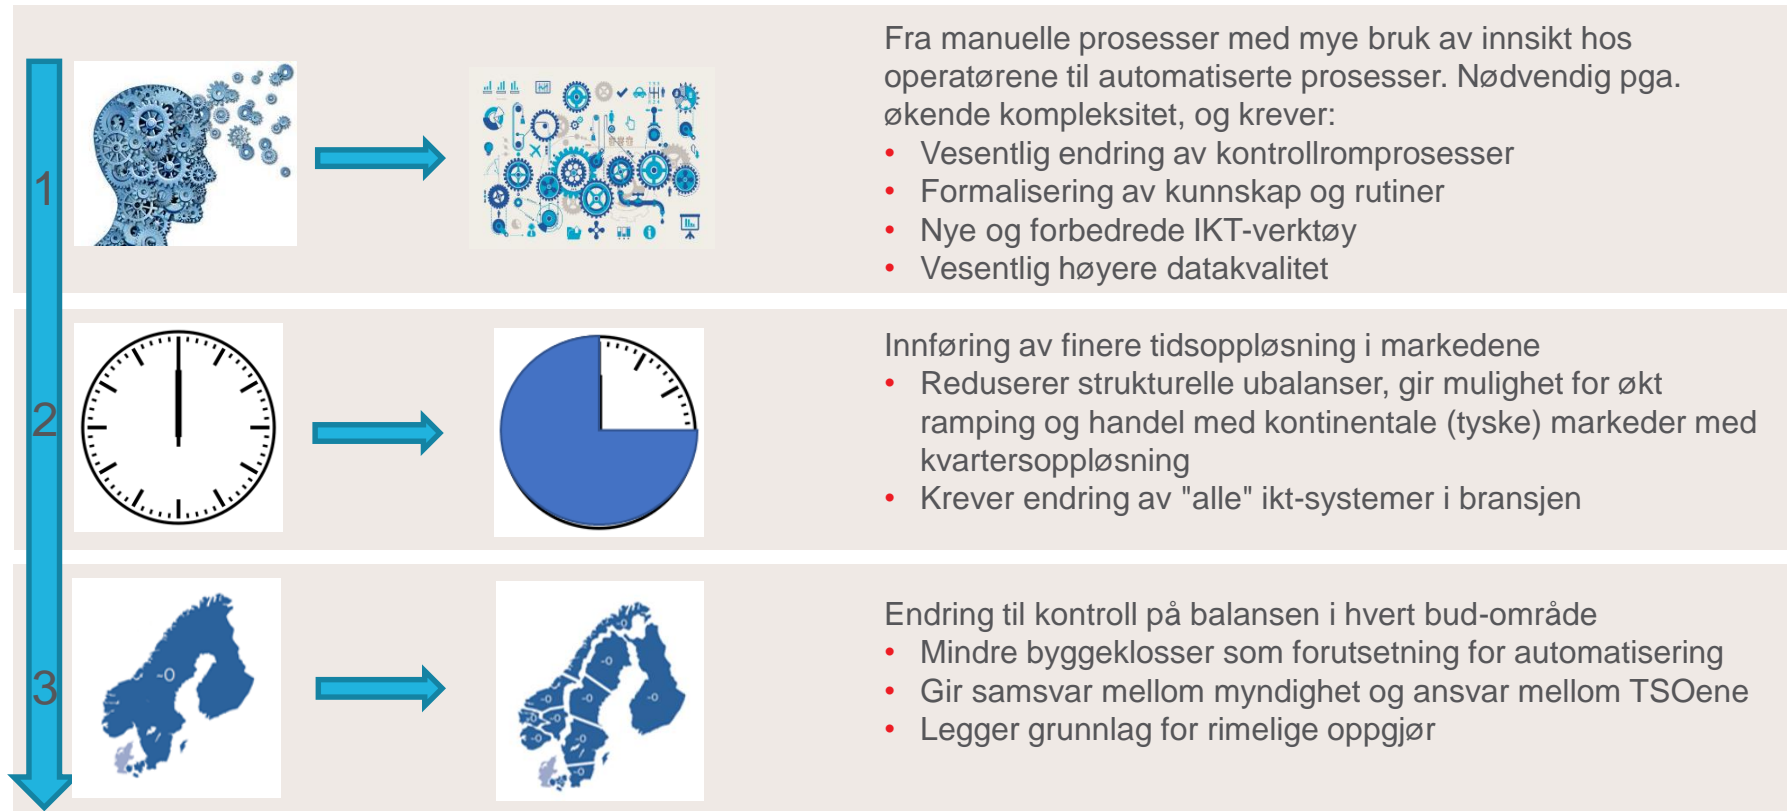 1
Fra manuelle prosesser med mye bruk av innsikt hos
operatørene til automatiserte prosesser. Nødvendig pga.
økende kompleksitet, og krever:
• Vesentlig endring av kontrollromprosesser
• Formalisering av kunnskap og rutiner
• Nye og forbedrede IKT-verktøy
• Vesentlig høyere datakvalitet
2
Innføring av finere tidsoppløsning i markedene
• Reduserer strukturelle ubalanser, gir mulighet for økt
ramping og handel med kontinentale (tyske) markeder med
kvartersoppløsning
• Krever endring av "alle" ikt-systemer i bransjen
3
Endring til kontroll på balansen i hvert bud-område
• Mindre byggeklosser som forutsetning for automatisering
• Gir samsvar mellom myndighet og ansvar mellom TSOene
• Legger grunnlag for rimelige oppgjør